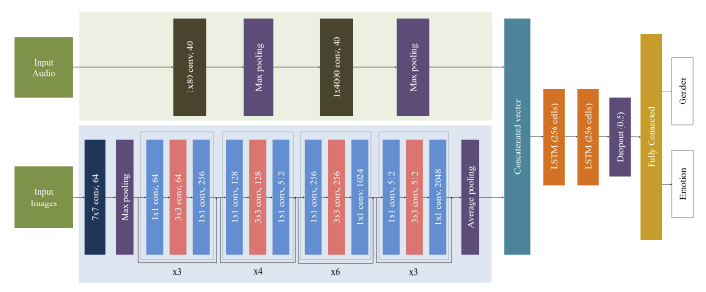 Input
Audio
1x80 conv, 40
Max pooling
1x4000 conv, 40
Max pooling
Input
Images
7x7 conv, 64
Max pooling
1x1 conv, 64
3x3 conv, 64
1x1 conv, 256
x3
1x1 conv, 128
3x3 conv, 128
1x1 conv, 512
x4
1x1 conv, 256
3x3 conv, 256
1x1 conv, 1024
x6
1x1 conv, 512
3x3 conv, 512
1x1 conv, 2048
x3
Average pooling
Concatenated vector
LSTM (256 cells)
LSTM (256 cells)
Dropout (0.5)
Fully Connected
Gender
Emotion